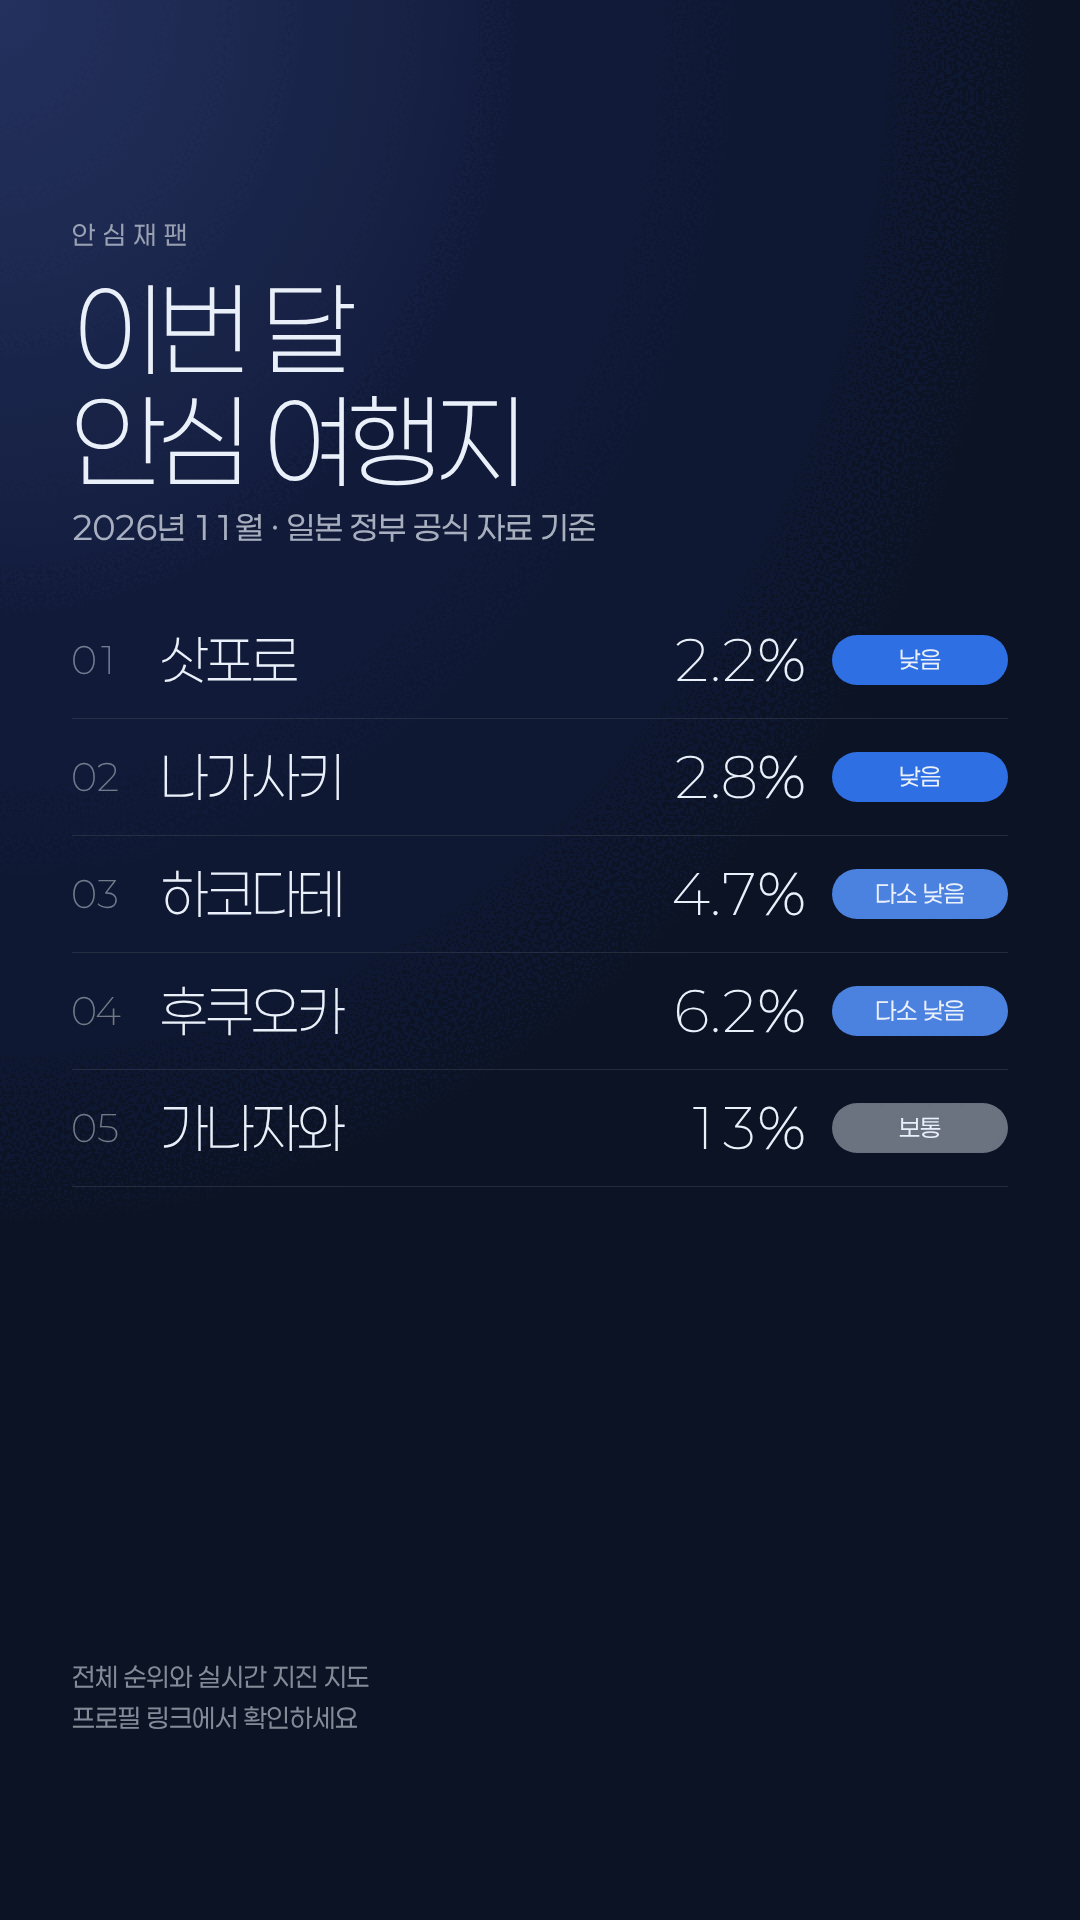 안심재팬
이번 달
안심 여행지
2026년 11월 · 일본 정부 공식 자료 기준
01 삿포로 2.2% 낮음
02 나가사키 2.8% 낮음
03 하코다테 4.7% 다소 낮음
04 후쿠오카 6.2% 다소 낮음
05 가나자와 13% 보통
전체 순위와 실시간 지진 지도
프로필 링크에서 확인하세요